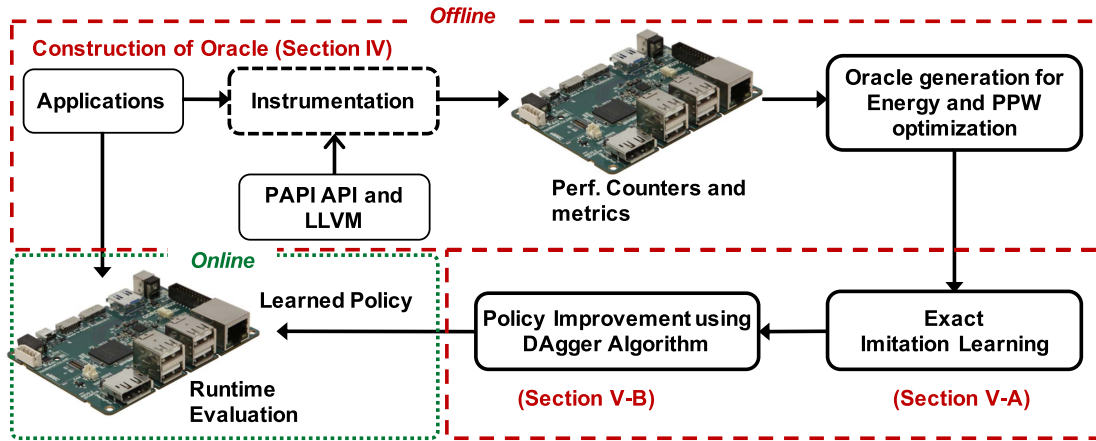 Offline
Construction of Oracle (Section IV)
Applications
Instrumentation
Oracle generation for
Energy and PPW
optimization
PAPI API and
LLVM
Perf. Counters and
metrics
Online
Learned Policy
Policy Improvement using
DAgger Algorithm
Exact
Imitation Learning
Runtime
Evaluation
(Section V-B)
(Section V-A)